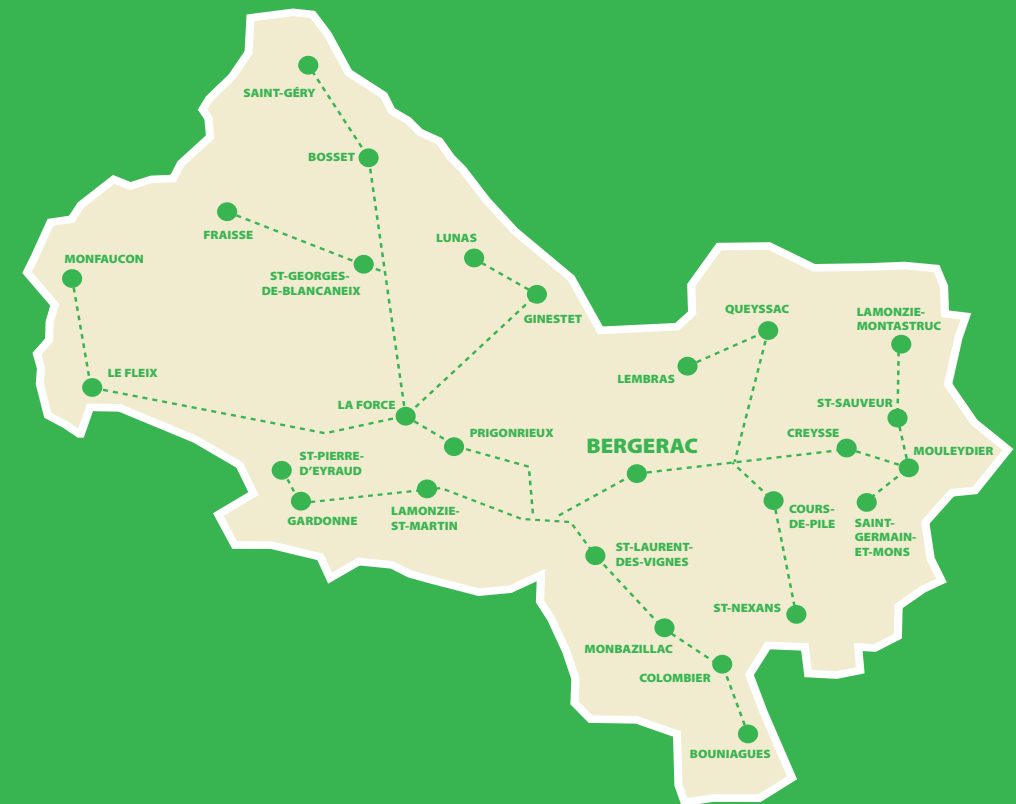 SAINT-GÉRY
BOSSET
FRAISSE
LUNAS
MONFAUCON
ST-GEORGES-
DE-BLANCANEIX
GINESTET
QUEYSSAC
LAMONZIE-
MONTASTRUC
LE FLEIX
LEMBRAS
LA FORCE
ST-SAUVEUR
PRIGONRIEUX
CREYSSE
BERGERAC
MOULEYDIER
ST-PIERRE-
D'EYRAUD
GARDONNE
LAMONZIE-
ST-MARTIN
COURS-
DE-PILE
SAINT-
GERMAIN-
ET-MONS
ST-LAURENT-
DES-VIGNES
ST-NEXANS
MONBAZILLAC
COLOMBIER
BOUNIAGUES